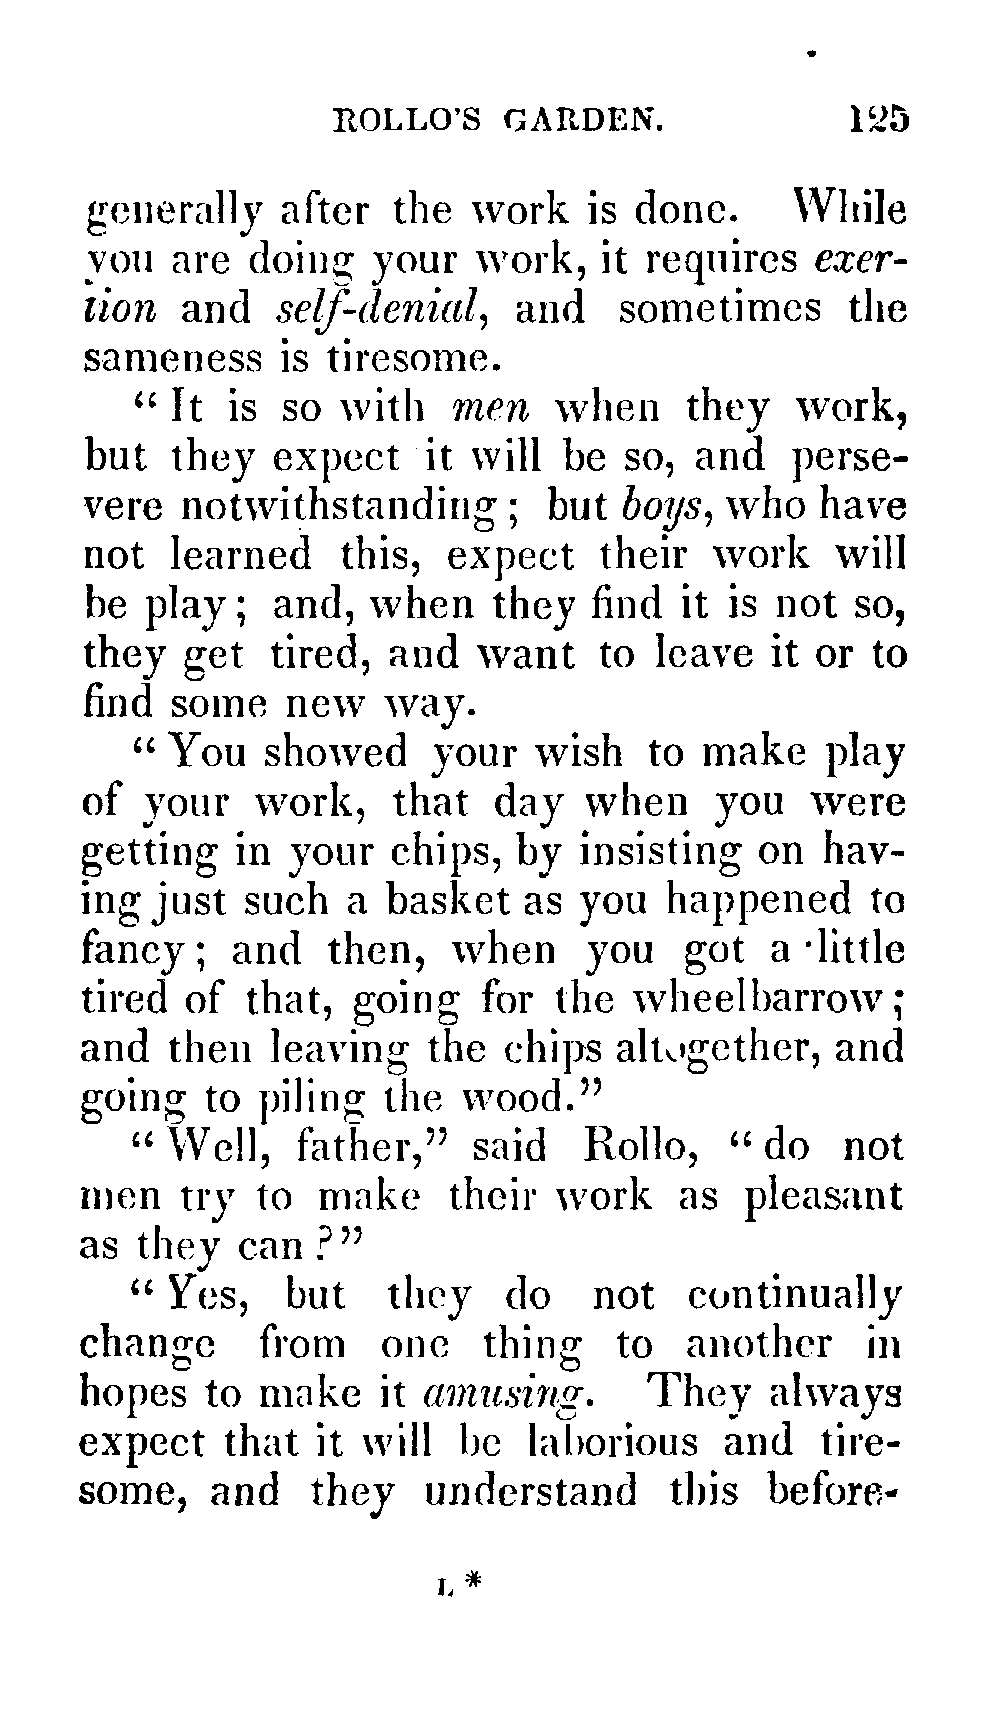 ROLLO'S GARDEN. 125
generally after the work is done. While
you are doing your work, it requires exer-
tion and self-denial, and sometimes the
sameness is tiresome.
“ It is so with men when they work,
but they expect it will be so, and perse-
vere notwithstanding ; but boys, who have
not learned this, expect their work will
be play ; and, when they find it is not so,
they get tired, and want to leave it or to
find some new way.
“ You showed your wish to make play
of your work, that day when you were
getting in your chips, by insisting on hav-
ing just such a basket as you happened to
fancy ; and then, when you got a little
tired of that, going for the wheelbarrow ;
and then leaving the chips altogether, and
going to piling the wood.”
“ Well, father,” said Rollo, “ do not
men try to make their work as pleasant
as they can ?”
“ Yes, but they do not continually
change from one thing to another in
hopes to make it amusing. They always
expect that it will be laborious and tire-
some, and they understand this before-
L *